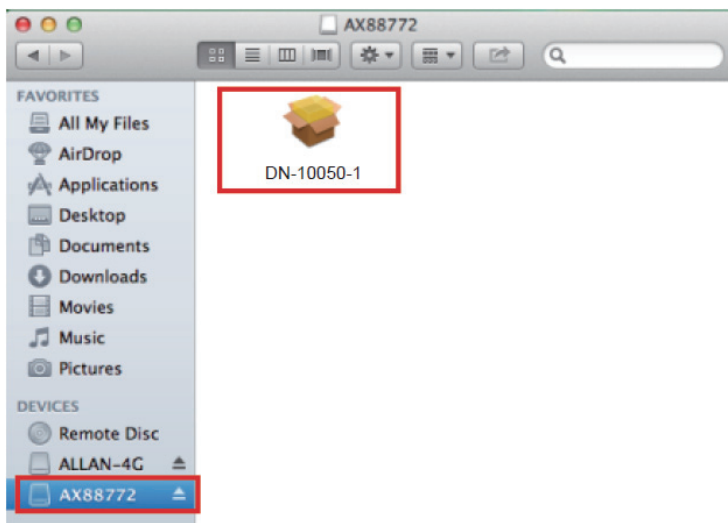 AX88772
FAVORITES
All My Files
AirDrop
Applications
Desktop
Documents
Downloads
Movies
Music
Pictures
DEVICES
Remote Disc
ALLAN-4G
AX88772
DN-10050-1